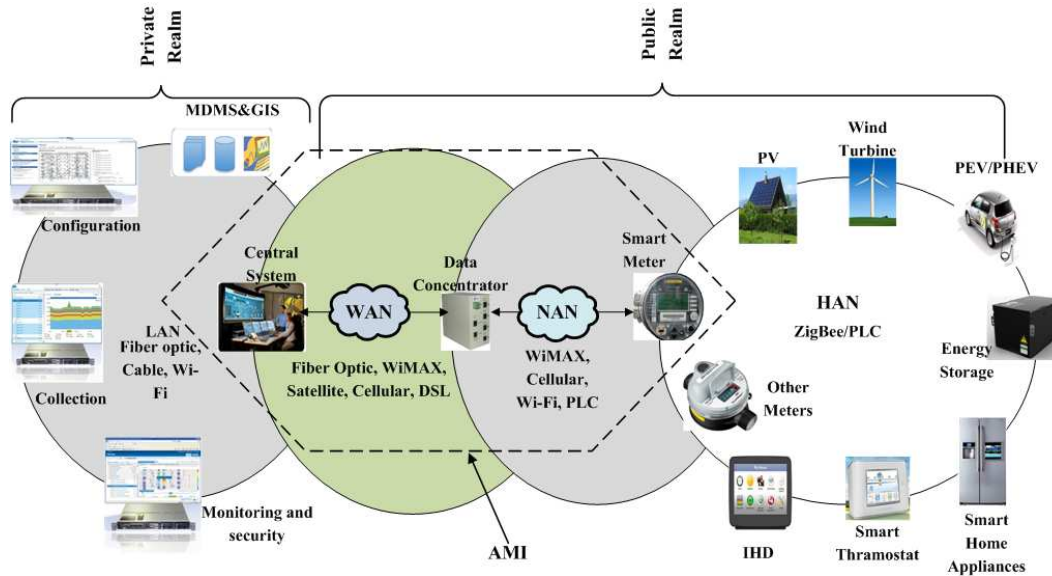 Private
Realm
Public
Realm
MDMS&GIS
Configuration
Collection
Monitoring and
security
LAN
Fiber optic,
Cable, Wi-
Fi
Central
System
WAN
Fiber Optic, WiMAX,
Satellite, Cellular, DSL
Data
Concentrator
NAN
WiMAX,
Cellular,
Wi-Fi, PLC
Smart
Meter
AMI
PV
Wind
Turbine
PEV/PHEV
HAN
ZigBee/PLC
Energy
Storage
Other
Meters
IHD
Smart
Thramostat
Smart
Home
Appliances